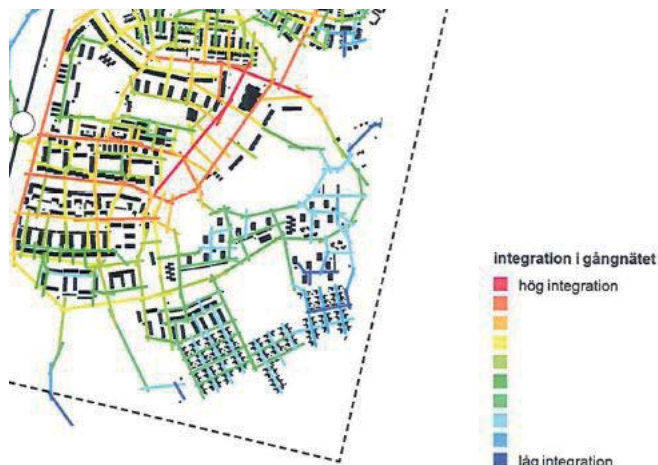 integration i gångnätet
hög integration
låg integration